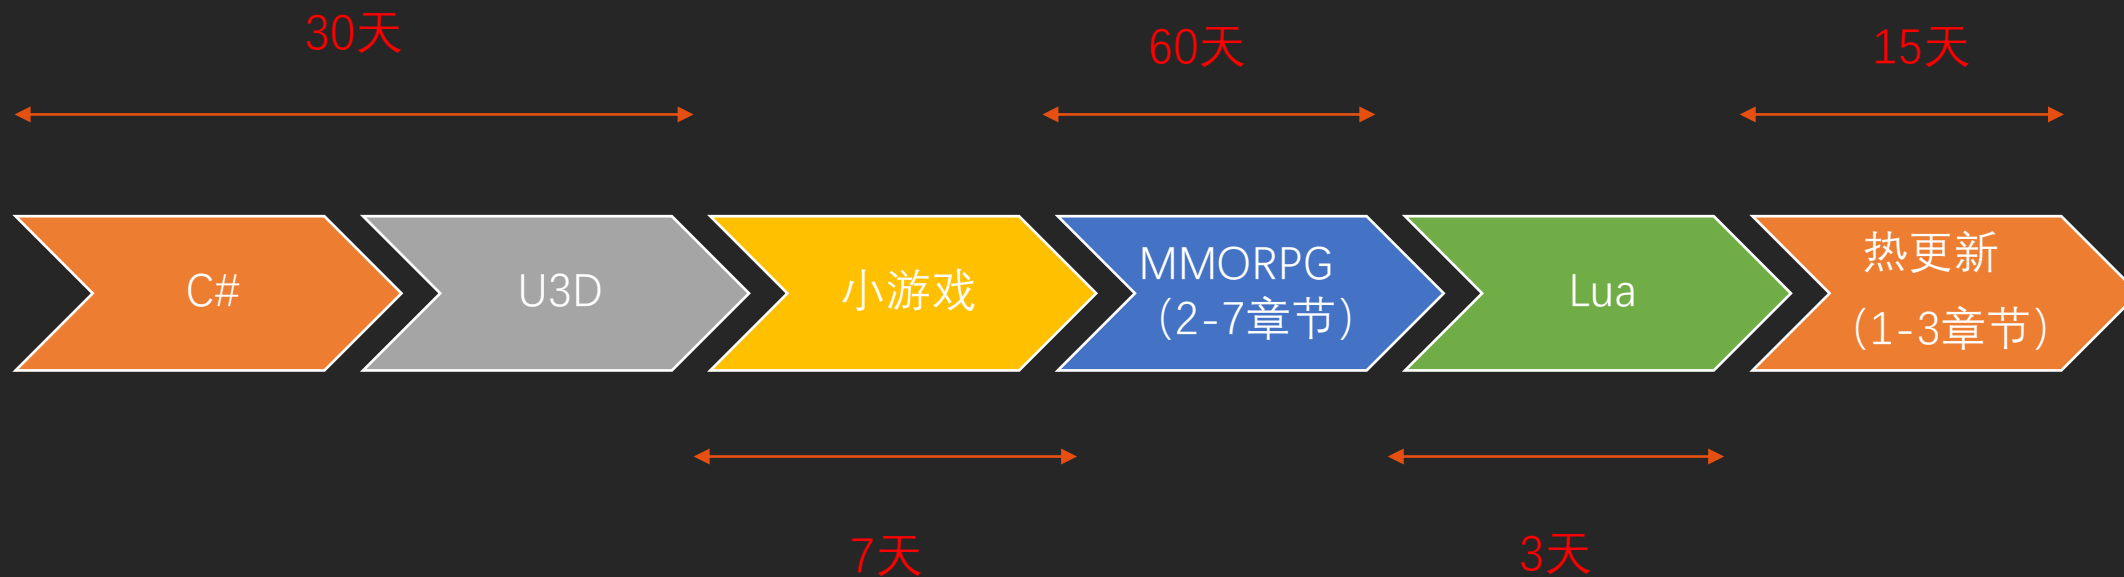 30天
60天
15天
C#
U3D
小游戏
MMORPG
(2-7章节)
Lua
热更新
(1-3章节)
7天
3天